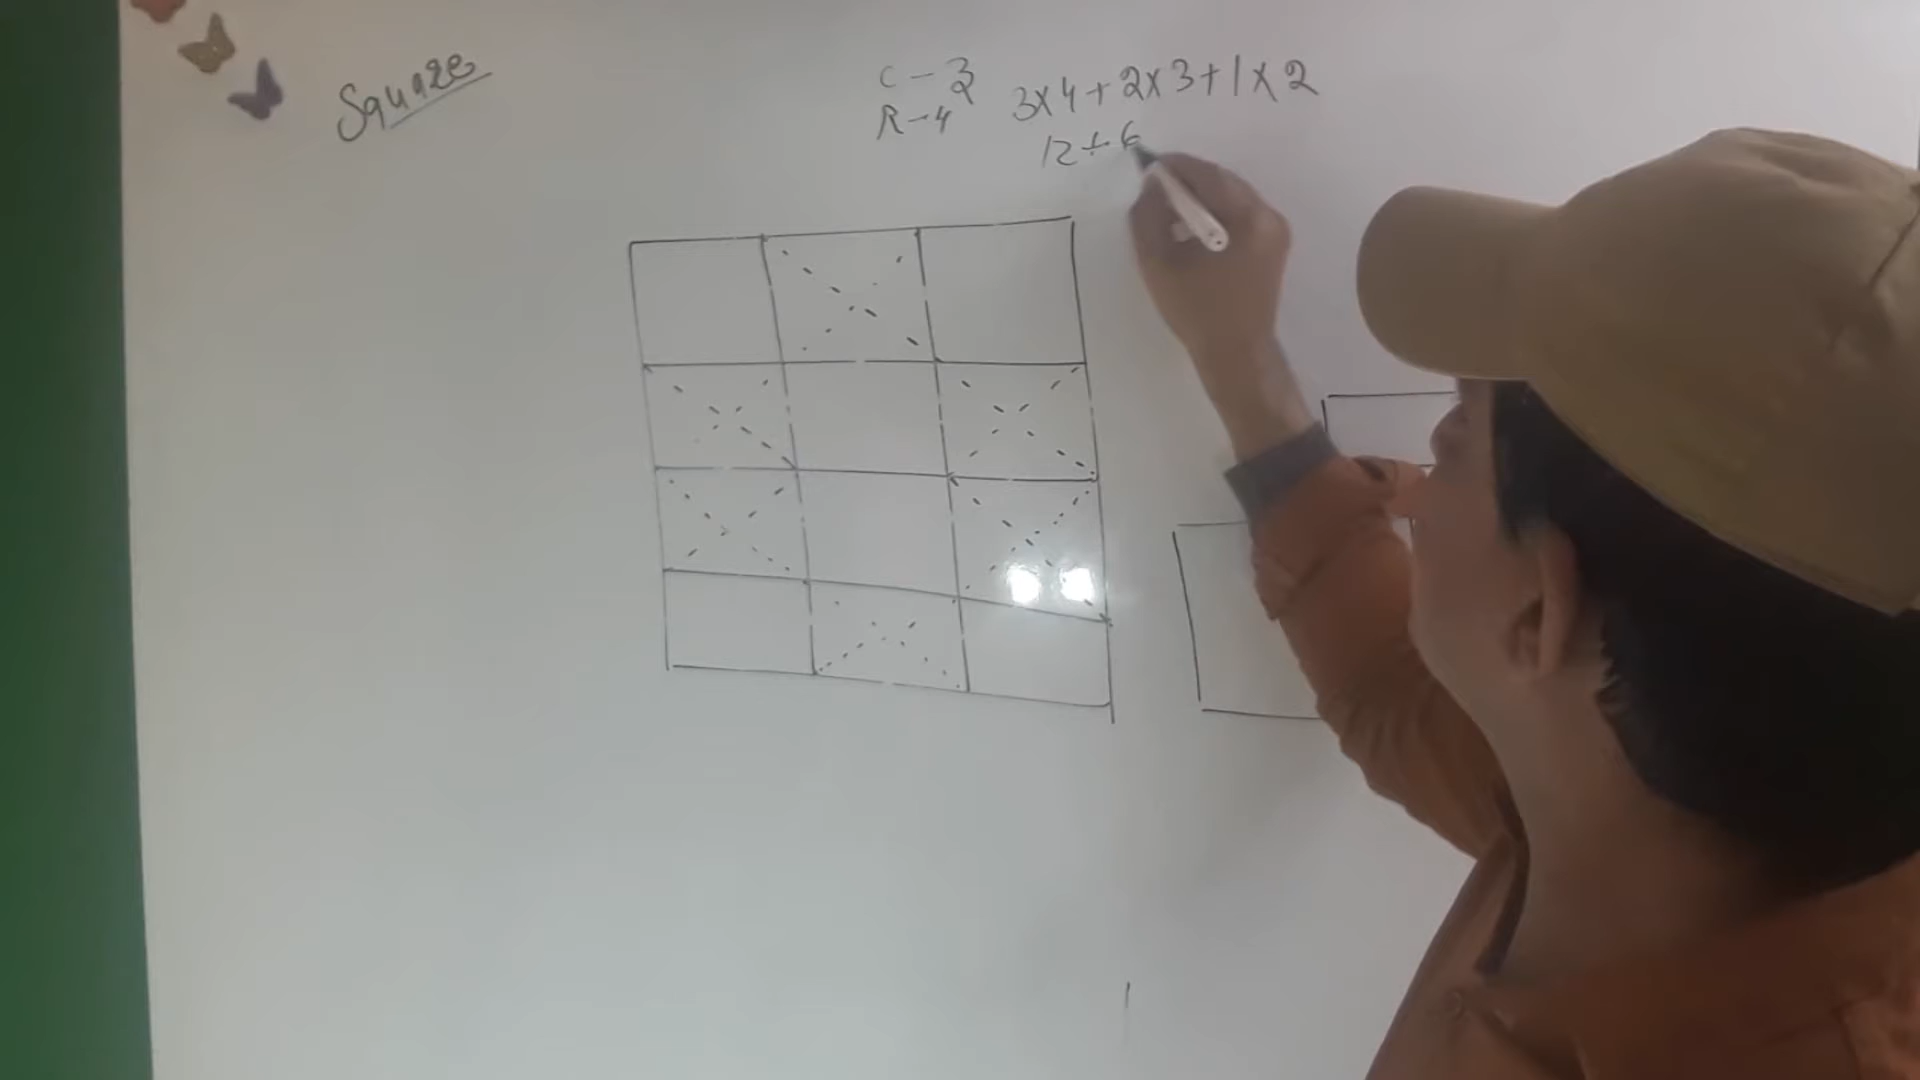 Square
C - 3
R - 4
3x4 + 2x3 + 1x2
12 + 6